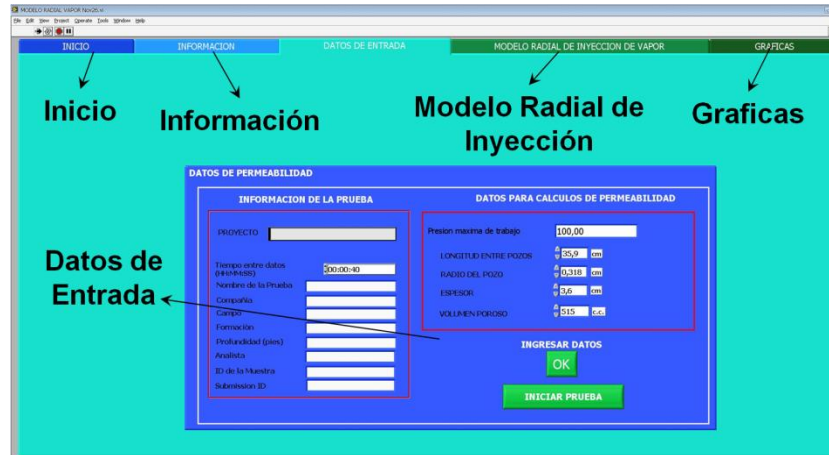 MODELO RADIAL VAPOR Nov26.vi
File Edit View Project Operate Tools Window Help
INICIO INFORMACION DATOS DE ENTRADA MODELO RADIAL DE INYECCION DE VAPOR GRAFICAS
Inicio
Información
Modelo Radial de
Inyección
Graficas
DATOS DE PERMEABILIDAD
INFORMACION DE LA PRUEBA
PROYECTO
Tiempo entre datos
(HH:MM:SS)
00:00:40
Nombre de la Prueba
Compañia
Campo
Formación
Profundidad (pies)
Analista
ID de la Muestra
Submission ID
DATOS PARA CALCULOS DE PERMEABILIDAD
Presion maxima de trabajo 100,00
LONGITUD ENTRE POZOS 35,9 cm
RADIO DEL POZO 0,318 cm
ESPESOR 3,6 cm
VOLUMEN POROSO 515 c.c.
INGRESAR DATOS
OK
INICIAR PRUEBA
Datos de
Entrada